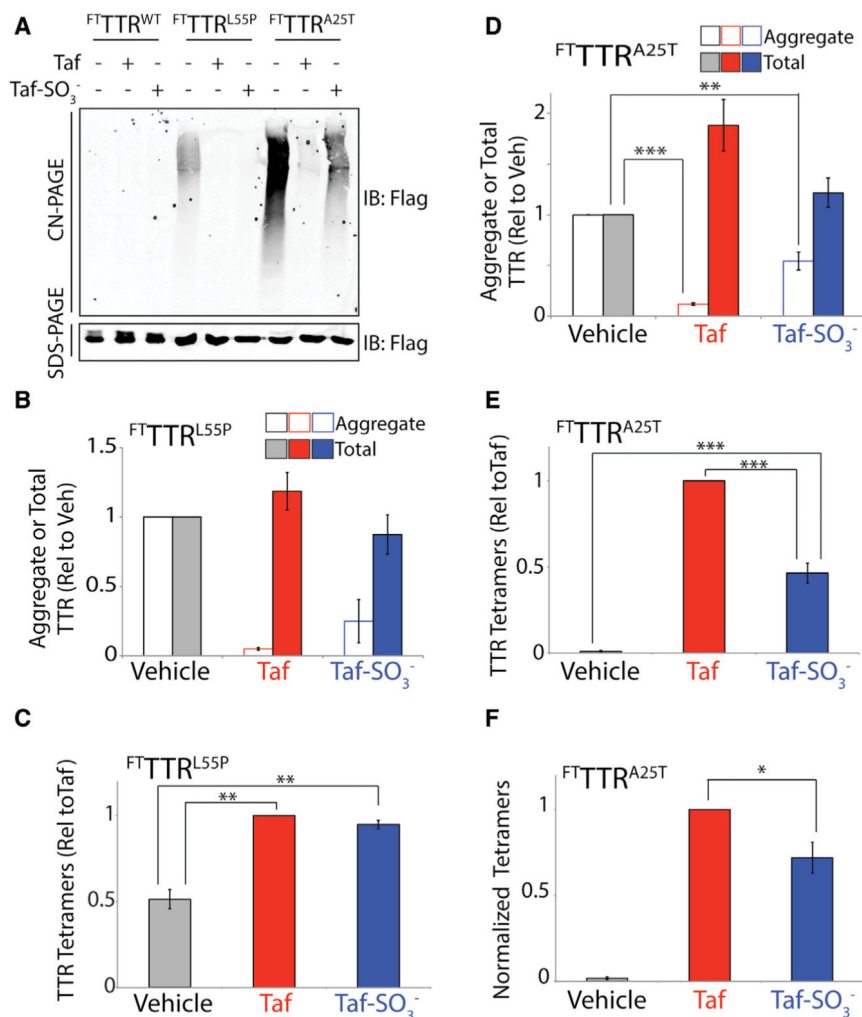 A
FTTTRWT FTTTRL55P FTTTRA25T
Taf - + - - + - - + -
Taf-SO3- - - + - - + - - +
CN-PAGE
IB: Flag
SDS-PAGE
IB: Flag
B
FTTTRL55P
Aggregate
Total
Aggregate or Total
TTR (Rel to Veh)
1.5
1
0.5
0
Vehicle Taf Taf-SO3-
C
FTTTRL55P
TTR Tetramers (Rel toTaf)
**
**
1
0.5
0
Vehicle Taf Taf-SO3-
D
FTTTRA25T
Aggregate
Total
Aggregate or Total
TTR (Rel to Veh)
**
***
2
1
0
Vehicle Taf Taf-SO3-
E
FTTTRA25T
TTR Tetramers (Rel toTaf)
***
***
1
0.5
0
Vehicle Taf Taf-SO3-
F
FTTTRA25T
Normalized Tetramers
*
1
0.5
0
Vehicle Taf Taf-SO3-